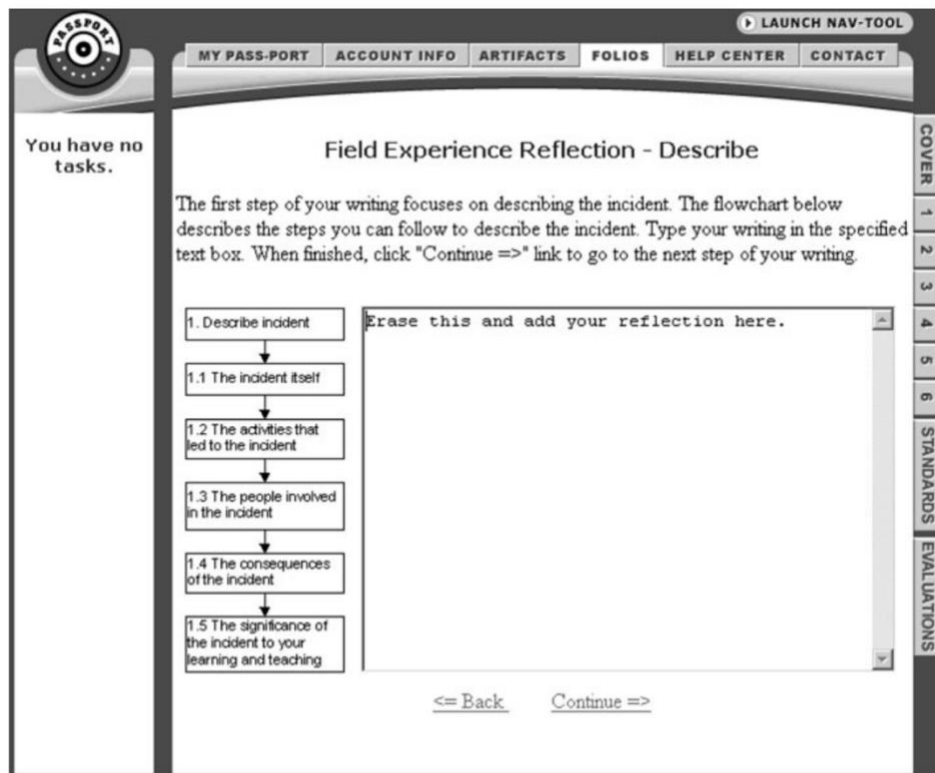 PASSPORT
LAUNCH NAV-TOOL
MY PASS-PORT
ACCOUNT INFO
ARTIFACTS
FOLIOS
HELP CENTER
CONTACT
You have no
tasks.
Field Experience Reflection - Describe
The first step of your writing focuses on describing the incident. The flowchart below
describes the steps you can follow to describe the incident. Type your writing in the specified
text box. When finished, click "Continue =>" link to go to the next step of your writing.
1. Describe incident
1.1 The incident itself
1.2 The activities that
led to the incident
1.3 The people involved
in the incident
1.4 The consequences
of the incident
1.5 The significance of
the incident to your
learning and teaching
Erase this and add your reflection here.
<= Back
Continue =>
COVER
1
2
3
4
5
6
STANDARDS
EVALUATIONS